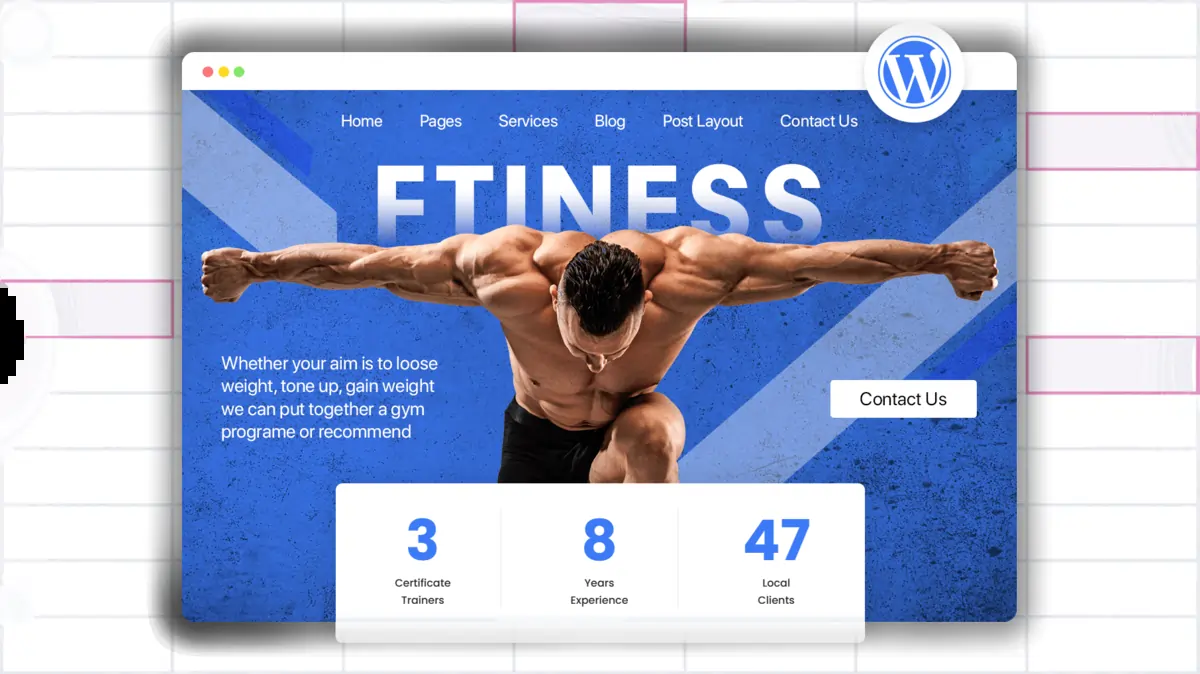 Home Pages Services Blog Post Layout Contact Us
FTINESS
Whether your aim is to loose
weight, tone up, gain weight
we can put together a gym
programe or recommend
Contact Us
3 8 47
Certificate Years Local
Trainers Experience Clients